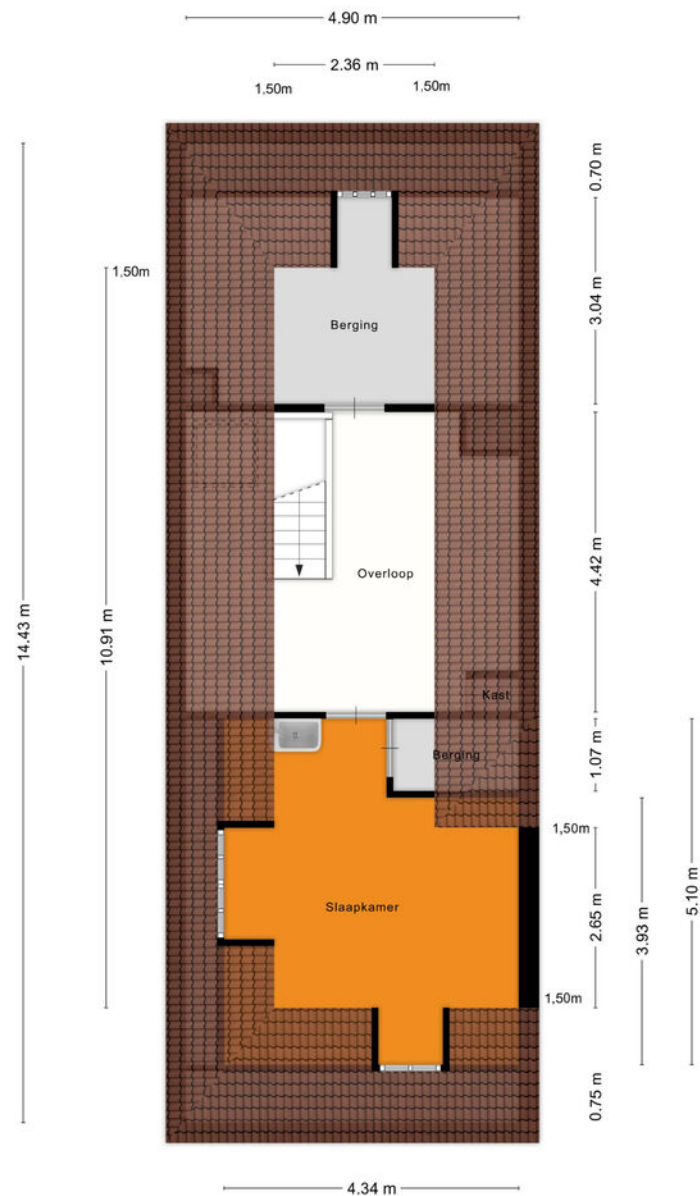 4.90 m
2.36 m
1,50m
1,50m
0.70 m
1.50m
3.04 m
Berging
4.42 m
Overloop
14.43 m
10.91 m
Kast
1.07 m
Berging
1,50m
5.10 m
Slaapkamer
2.65 m
3.93 m
1,50m
0.75 m
4.34 m